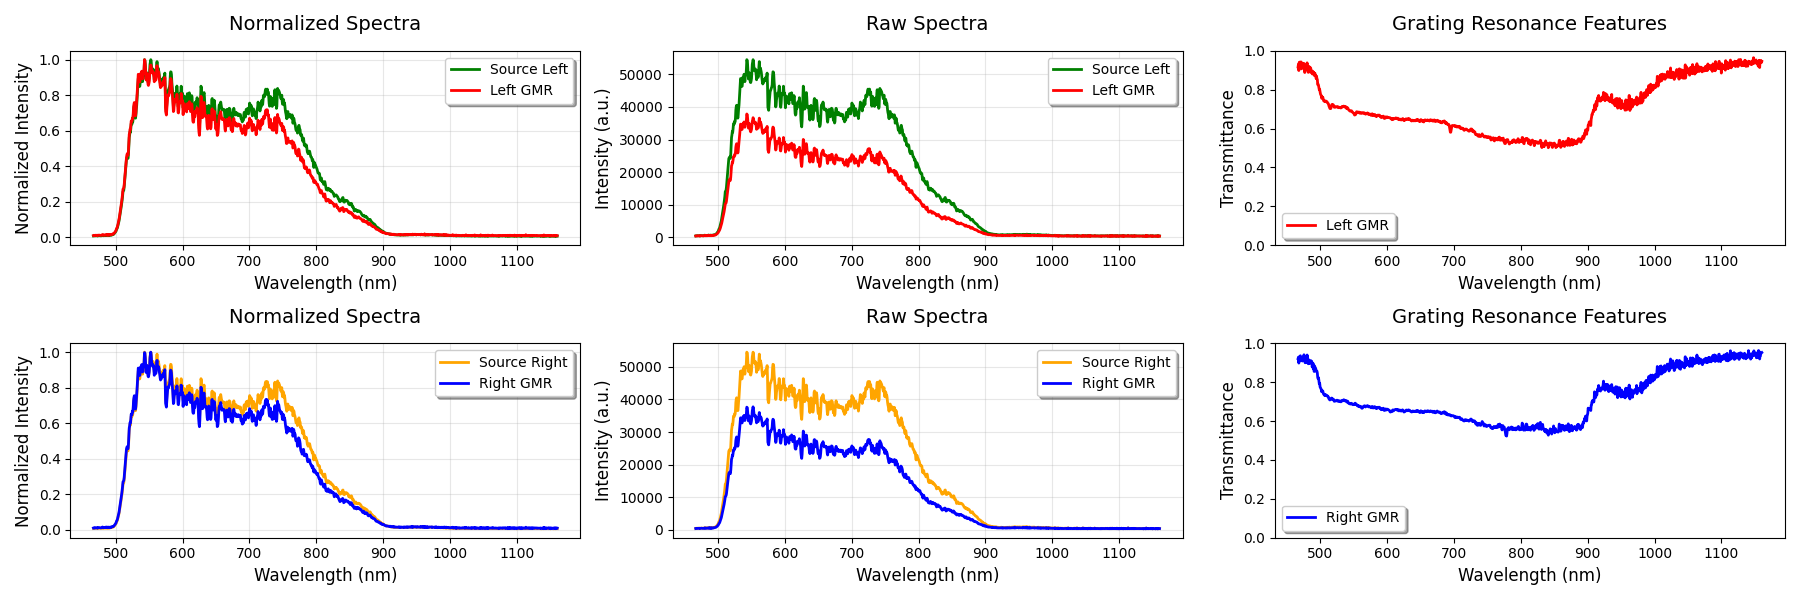 Normalized Spectra
Normalized Intensity
1.0
0.8
0.6
0.4
0.2
0.0
Source Left
Left GMR
500 600 700 800 900 1000 1100
Wavelength (nm)
Raw Spectra
Intensity (a.u.)
50000
40000
30000
20000
10000
0
Source Left
Left GMR
500 600 700 800 900 1000 1100
Wavelength (nm)
Grating Resonance Features
Transmittance
1.0
0.8
0.6
0.4
0.2
0.0
Left GMR
500 600 700 800 900 1000 1100
Wavelength (nm)
Normalized Spectra
Normalized Intensity
1.0
0.8
0.6
0.4
0.2
0.0
Source Right
Right GMR
500 600 700 800 900 1000 1100
Wavelength (nm)
Raw Spectra
Intensity (a.u.)
50000
40000
30000
20000
10000
0
Source Right
Right GMR
500 600 700 800 900 1000 1100
Wavelength (nm)
Grating Resonance Features
Transmittance
1.0
0.8
0.6
0.4
0.2
0.0
Right GMR
500 600 700 800 900 1000 1100
Wavelength (nm)